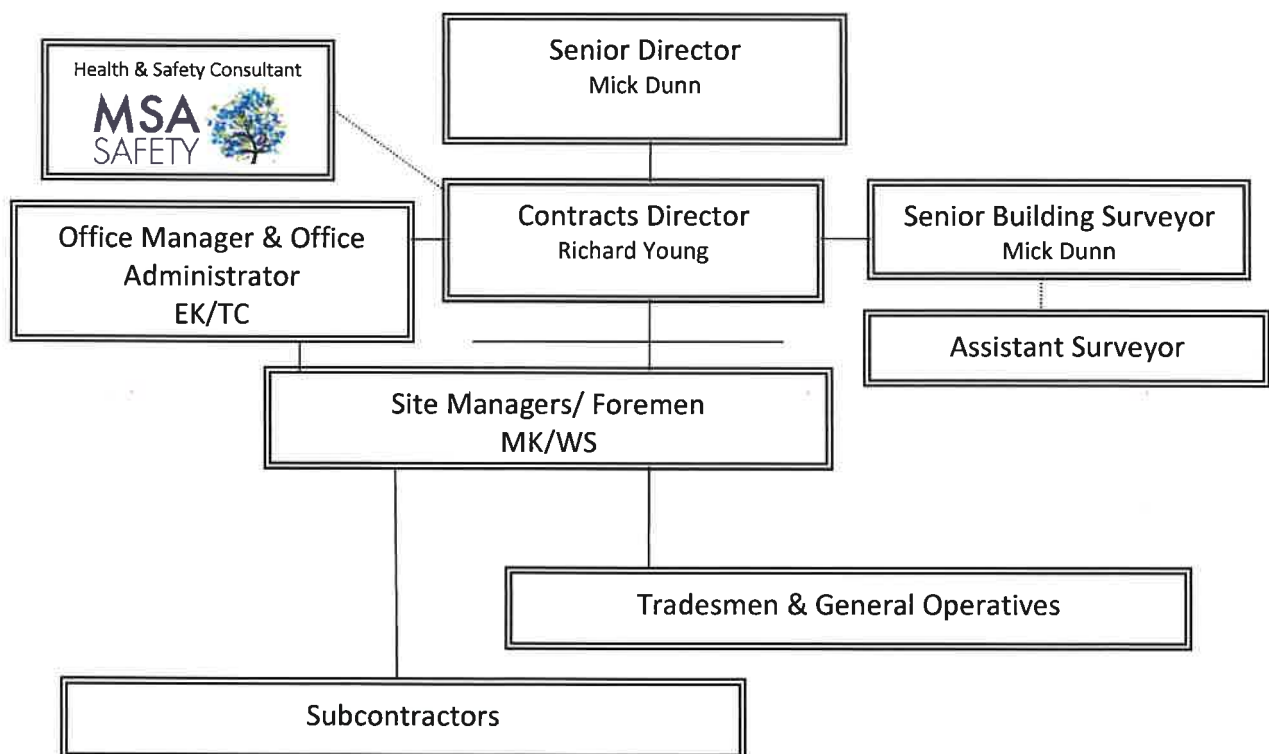 Senior Director
Mick Dunn
Health & Safety Consultant
MSA
SAFETY
Contracts Director
Richard Young
Office Manager & Office
Administrator
EK/TC
Senior Building Surveyor
Mick Dunn
Assistant Surveyor
Site Managers/ Foremen
MK/WS
Tradesmen & General Operatives
Subcontractors